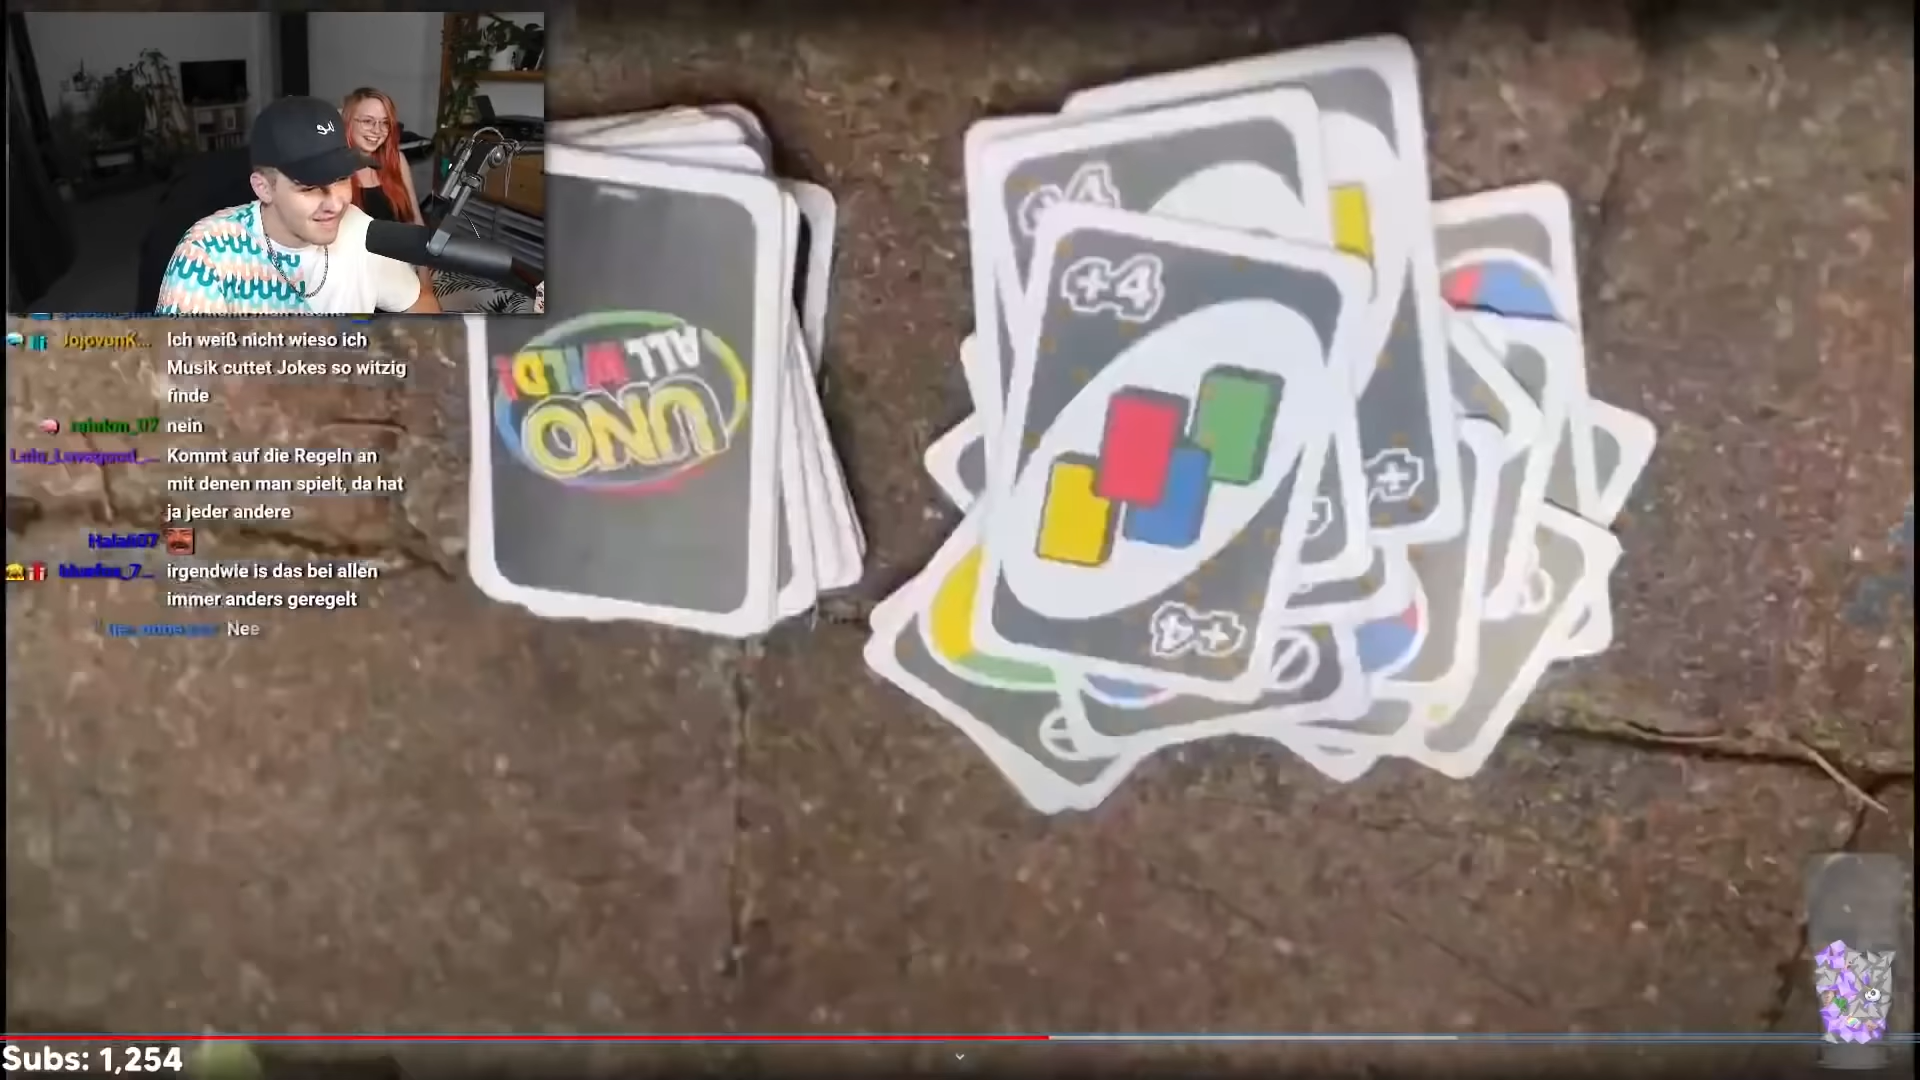 Ich weiß nicht wieso ich
Musik cuttet Jokes so witzig
finde
nein
Kommt auf die Regeln an
mit denen man spielt, da hat
ja jeder andere
irgendwie is das bei allen
immer anders geregelt
Nee
+4
+4
+4
UNO
ALL WILD!
Subs: 1,254